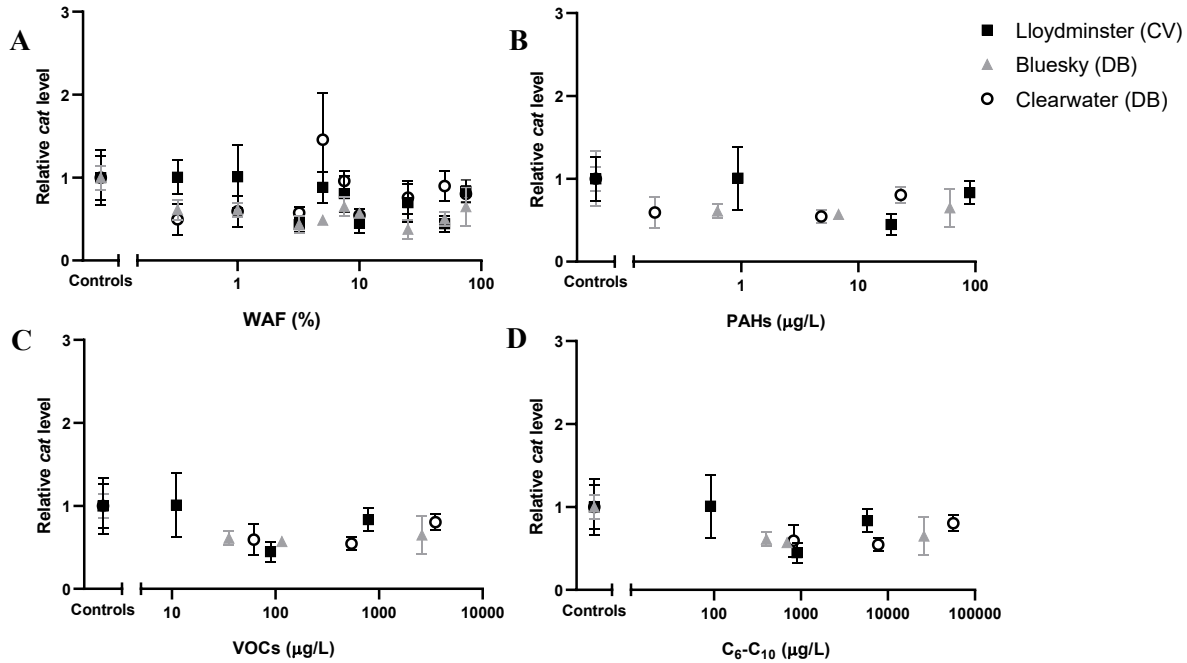 A
Relative cat level
3
2
1
0
Controls
1
10
100
WAF (%)
B
Relative cat level
3
2
1
0
Controls
1
10
100
PAHs (µg/L)
Lloydminster (CV)
Bluesky (DB)
Clearwater (DB)
C
Relative cat level
3
2
1
0
Controls
10
100
1000
10000
VOCs (µg/L)
D
Relative cat level
3
2
1
0
Controls
100
1000
10000
100000
C₆-C₁₀ (µg/L)